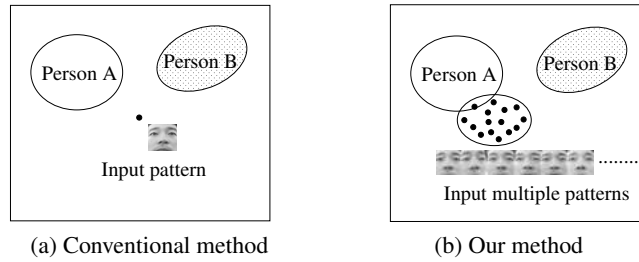 Person A
Person B
Input pattern
(a) Conventional method
Person A
Person B
Input multiple patterns
(b) Our method